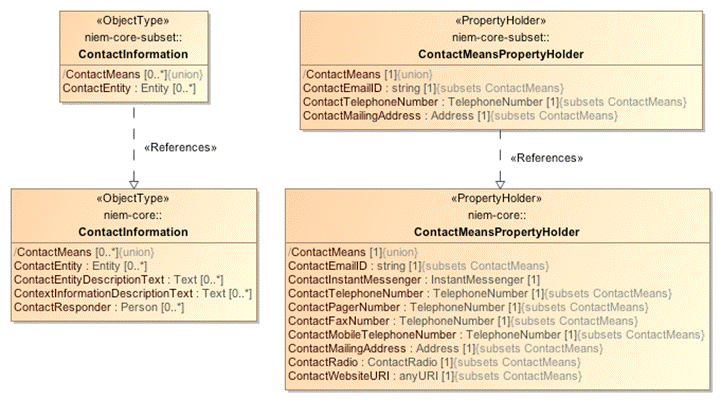 «ObjectType»
niem-core-subset::
ContactInformation
/ContactMeans [0..*]{union}
ContactEntity : Entity [0..*]
«PropertyHolder»
niem-core-subset::
ContactMeansPropertyHolder
/ContactMeans [1]{union}
ContactEmailID : string [1]{subsets ContactMeans}
ContactTelephoneNumber : TelephoneNumber [1]{subsets ContactMeans}
ContactMailingAddress : Address [1]{subsets ContactMeans}
«References»
«References»
«ObjectType»
niem-core::
ContactInformation
/ContactMeans [0..*]{union}
ContactEntity : Entity [0..*]
ContactEntityDescriptionText : Text [0..*]
ContextInformationDescriptionText : Text [0..*]
ContactResponder : Person [0..*]
«PropertyHolder»
niem-core::
ContactMeansPropertyHolder
/ContactMeans [1]{union}
ContactEmailID : string [1]{subsets ContactMeans}
ContactInstantMessenger : InstantMessenger [1]
ContactTelephoneNumber : TelephoneNumber [1]{subsets ContactMeans}
ContactPagerNumber : TelephoneNumber [1]{subsets ContactMeans}
ContactFaxNumber : TelephoneNumber [1]{subsets ContactMeans}
ContactMobileTelephoneNumber : TelephoneNumber [1]{subsets ContactMeans}
ContactMailingAddress : Address [1]{subsets ContactMeans}
ContactRadio : ContactRadio [1]{subsets ContactMeans}
ContactWebsiteURI : anyURI [1]{subsets ContactMeans}